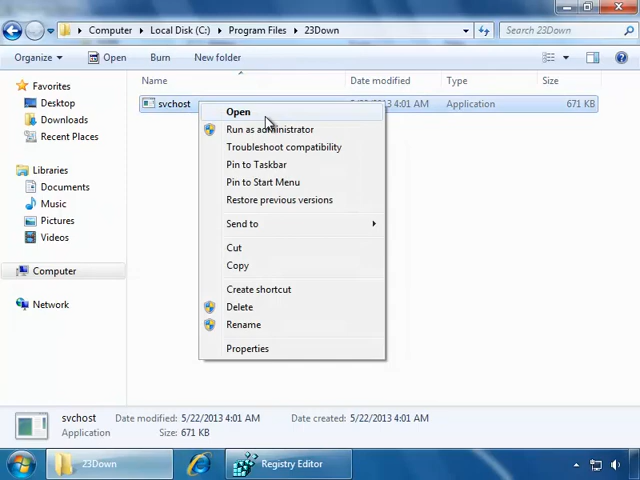 Computer ▸ Local Disk (C:) ▸ Program Files ▸ 23Down
Search 23Down
Organize Open Burn New folder
Favorites
Desktop
Downloads
Recent Places
Libraries
Documents
Music
Pictures
Videos
Computer
Network
Name Date modified Type Size
svchost 5/22/2013 4:01 AM Application 671 KB
Open
Run as administrator
Troubleshoot compatibility
Pin to Taskbar
Pin to Start Menu
Restore previous versions
Send to
Cut
Copy
Create shortcut
Delete
Rename
Properties
svchost Date modified: 5/22/2013 4:01 AM Date created: 5/22/2013 4:01 AM
Application Size: 671 KB
23Down Registry Editor